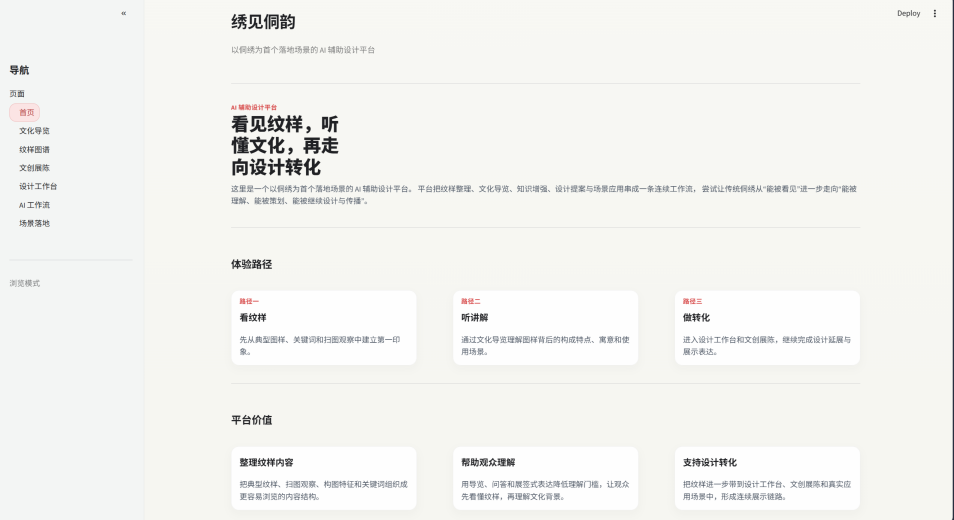 «
Deploy
导航
页面
首页
文化导览
纹样图谱
文创展陈
设计工作台
AI 工作流
场景落地
浏览模式
绣见侗韵
以侗绣为首个落地场景的 AI 辅助设计平台
AI 辅助设计平台
看见纹样，听
懂文化，再走
向设计转化
这里是一个以侗绣为首个落地场景的 AI 辅助设计平台。 平台把纹样整理、文化导览、知识增强、设计提案与场景应用串成一条连续工作流， 尝试让传统侗绣从“能被看见”进一步走向“能被
理解、能被策划、能被继续设计与传播”。
体验路径
路径一
看纹样
先从典型图样、关键词和扫图观察中建立第一印
象。
路径二
听讲解
通过文化导览理解图样背后的构成特点、寓意和使
用场景。
路径三
做转化
进入设计工作台和文创展陈，继续完成设计延展与
展示表达。
平台价值
整理纹样内容
把典型纹样、扫图观察、构图特征和关键词组织成
更容易浏览的内容结构。
帮助观众理解
用导览、问答和展签式表达降低理解门槛，让观众
先看懂纹样，再理解文化背景。
支持设计转化
把纹样进一步带到设计工作台、文创展陈和真实应
用场景中，形成连续展示链路。